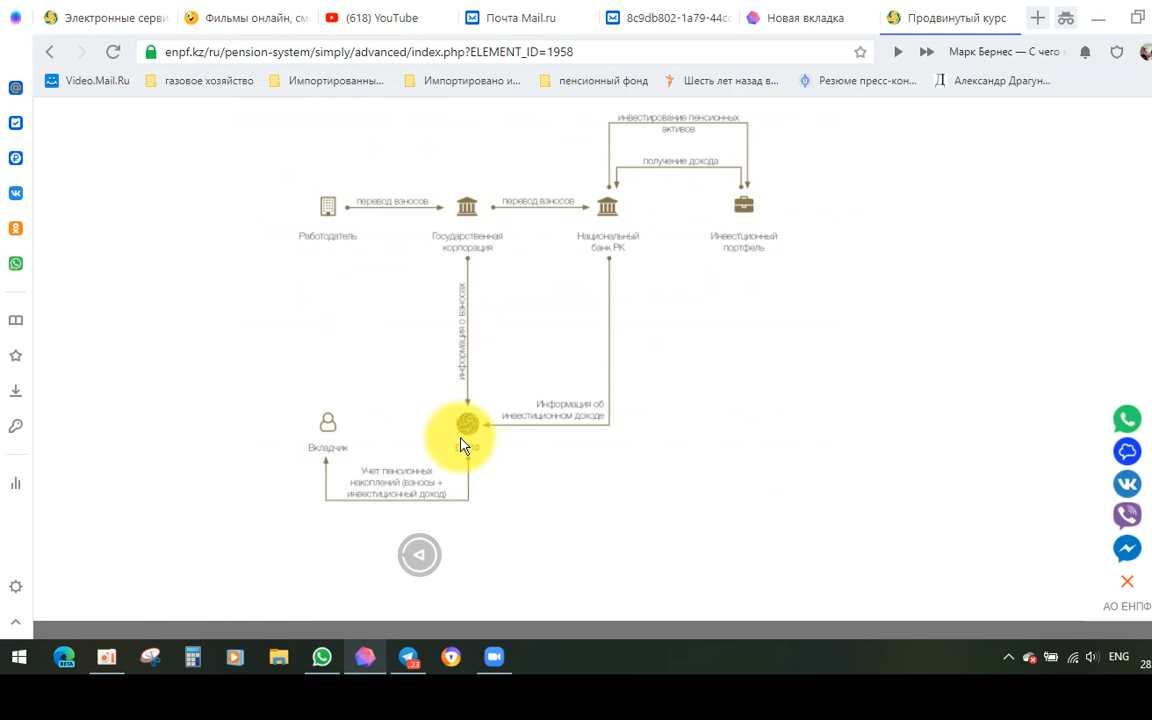 Электронные серви
Фильмы онлайн, см
(618) YouTube
Почта Mail.ru
8c9db802-1a79-44cc
Новая вкладка
Продвинутый курс
enpf.kz/ru/pension-system/simply/advanced/index.php?ELEMENT_ID=1958
Марк Бернес — С чего
Video.Mail.Ru
газовое хозяйство
Импортированны...
Импортировано и...
пенсионный фонд
Шесть лет назад в...
Резюме пресс-кон...
Александр Драгун...
инвестирование пенсионных
активов
получение дохода
перевод взносов
перевод взносов
Работодатель
Государственная
корпорация
Национальный
банк РК
Инвестционный
портфель
информация о взносах
Информация об
инвестиционном доходе
Вкладчик
Учет пенсионных
накоплений (взносы +
инвестиционный доход)
АО ЕНПФ
23
ENG
28